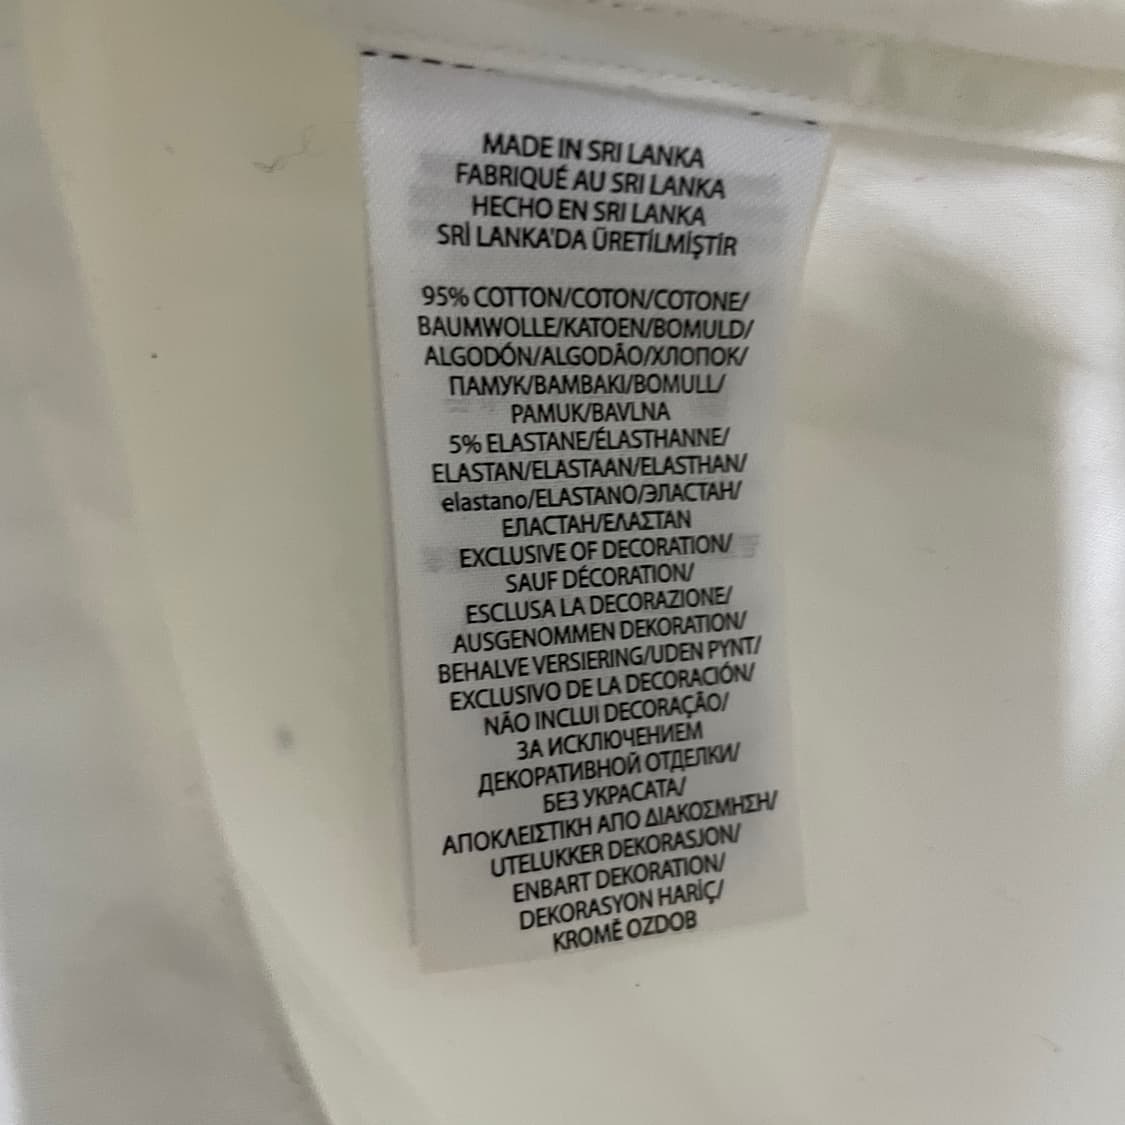 MADE IN SRI LANKA
FABRIQUÉ AU SRI LANKA
HECHO EN SRI LANKA
SRİ LANKA'DA ÜRETİLMİŞTİR
95% COTTON/COTON/COTONE/
BAUMWOLLE/KATOEN/BOMULD/
ALGODÓN/ALGODÃO/ХЛОПОК/
ПАМУК/BAMBAKI/BOMULL/
PAMUK/BAVLNA
5% ELASTANE/ÉLASTHANNE/
ELASTAN/ELASTAAN/ELASTHAN/
elastano/ELASTANO/ЭЛАСТАН/
ЕЛАСТАН/ΕΛΑΣΤΑΝ
EXCLUSIVE OF DECORATION/
SAUF DÉCORATION/
ESCLUSA LA DECORAZIONE/
AUSGENOMMEN DEKORATION/
BEHALVE VERSIERING/UDEN PYNT/
EXCLUSIVO DE LA DECORACIÓN/
NÃO INCLUI DECORAÇÃO/
ЗА ИСКЛЮЧЕНИЕМ
ДЕКОРАТИВНОЙ ОТДЕЛКИ/
БЕЗ УКРАСАТА/
ΑΠΟΚΛΕΙΣΤΙΚΗ ΑΠΟ ΔΙΑΚΟΣΜΗΣΗ/
UTELUKKER DEKORASJON/
ENBART DEKORATION/
DEKORASYON HARİÇ/
KROMĚ OZDOB